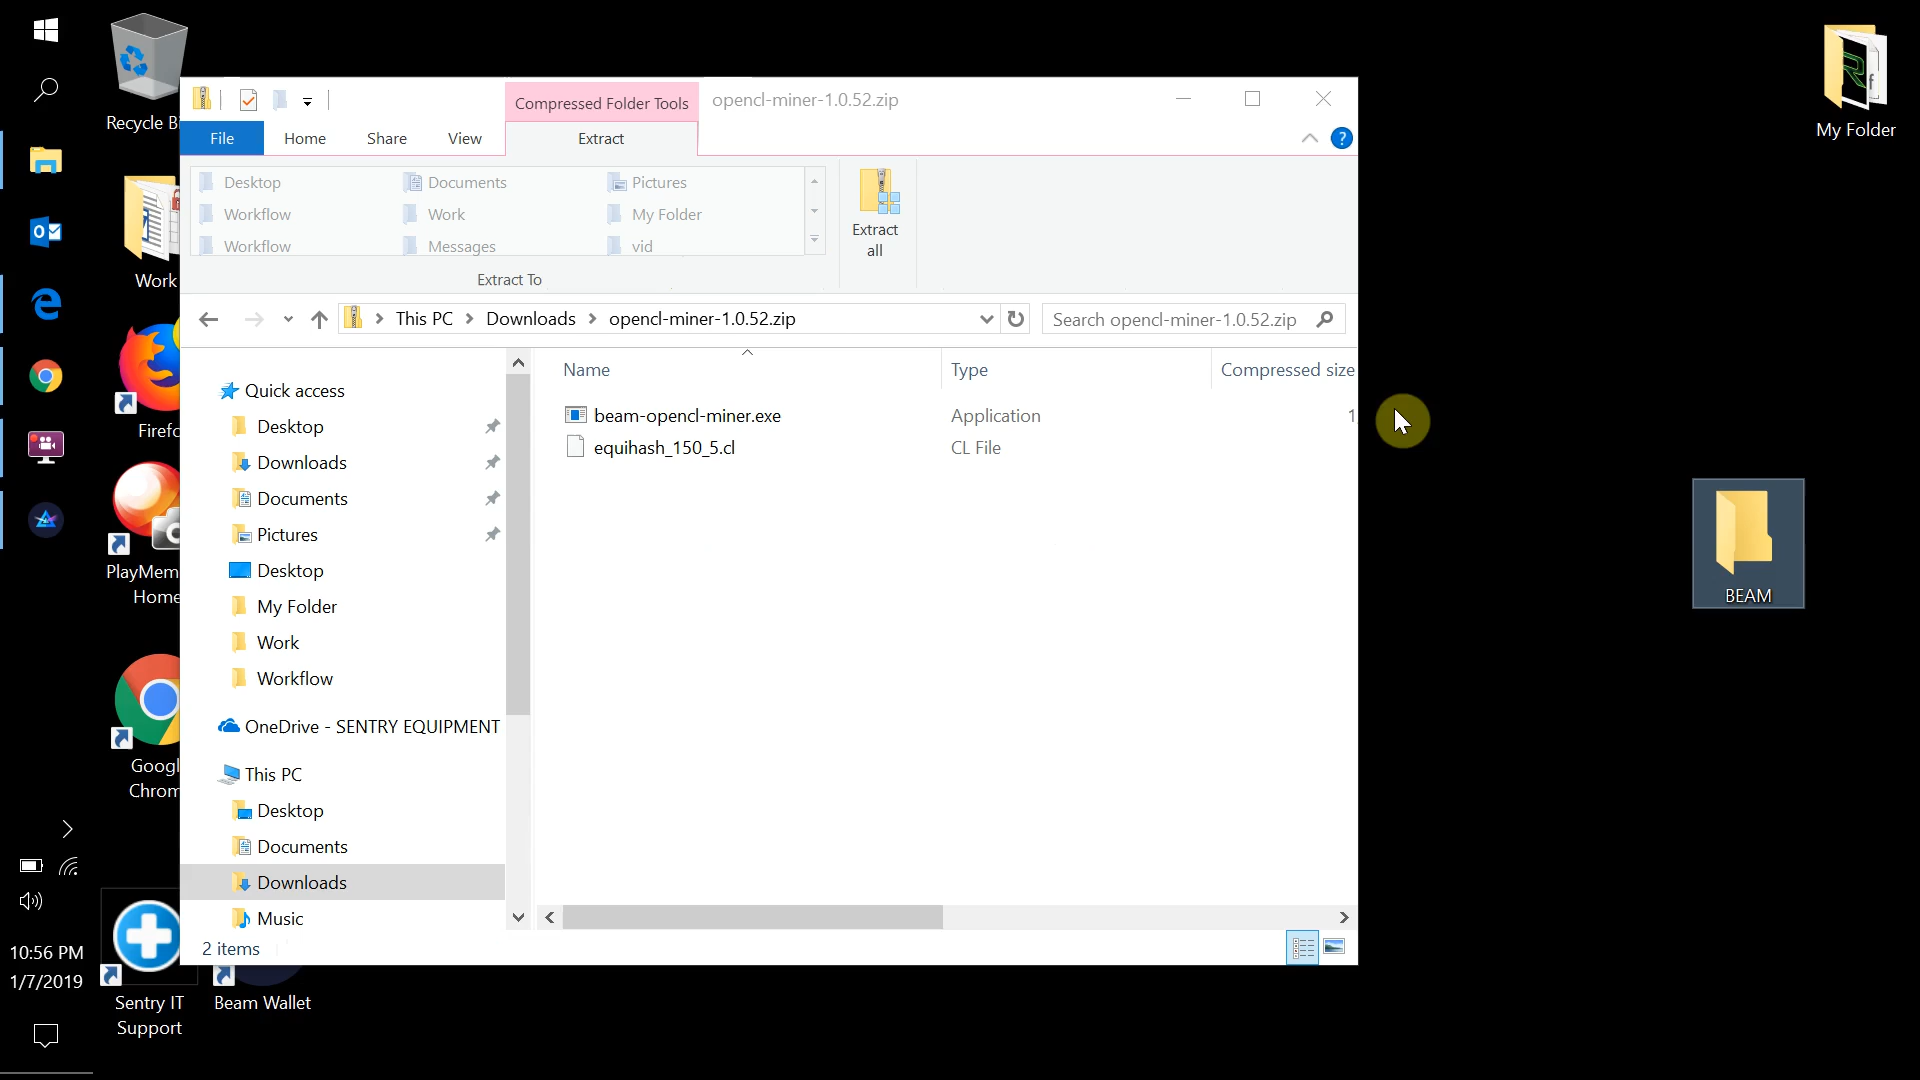 Recycle B
Work
Firefo
PlayMem
Home
Googl
Chrom
10:56 PM
1/7/2019
Sentry IT
Support
Beam Wallet
Compressed Folder Tools
opencl-miner-1.0.52.zip
File
Home
Share
View
Extract
?
Desktop
Documents
Pictures
Workflow
Work
My Folder
Workflow
Messages
vid
Extract To
Extract
all
This PC
Downloads
opencl-miner-1.0.52.zip
Search opencl-miner-1.0.52.zip
Quick access
Desktop
Downloads
Documents
Pictures
Desktop
My Folder
Work
Workflow
OneDrive - SENTRY EQUIPMENT
This PC
Desktop
Documents
Downloads
Music
Name
Type
Compressed size
beam-opencl-miner.exe
Application
1
equihash_150_5.cl
CL File
2 items
My Folder
BEAM